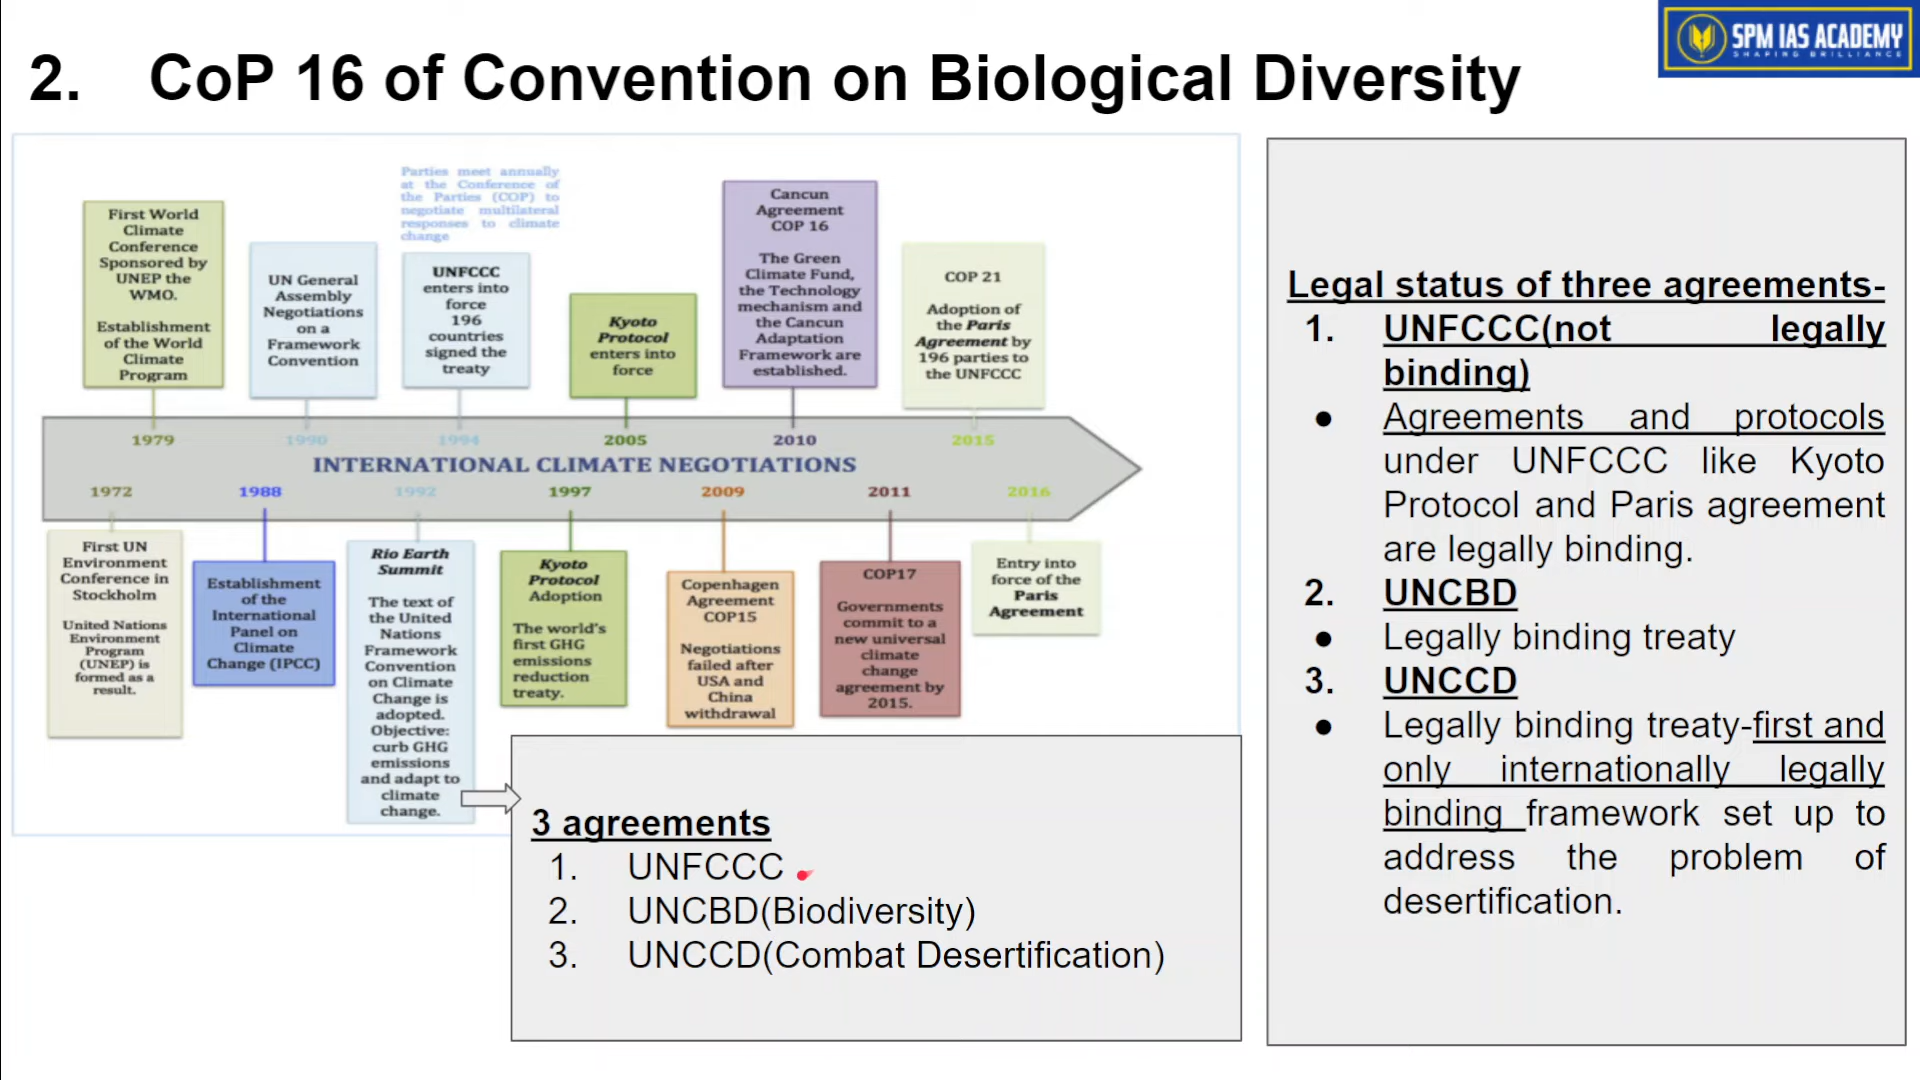 SPM IAS ACADEMY
SHAPING BRILLIANCE
2. CoP 16 of Convention on Biological Diversity
Parties meet annually
at the Conference of
the Parties (COP) to
negotiate multilateral
responses to climate
change
First World
Climate
Conference
Sponsored by
UNEP the
WMO.
Establishment
of the World
Climate
Program
UN General
Assembly
Negotiations
on a
Framework
Convention
UNFCCC
enters into
force
196
countries
signed the
treaty
Kyoto
Protocol
enters into
force
Cancun
Agreement
COP 16
The Green
Climate Fund,
the Technology
mechanism and
the Cancun
Adaptation
Framework are
established.
COP 21
Adoption of
the Paris
Agreement by
196 parties to
the UNFCCC
1979 1990 1994 2005 2010 2015
INTERNATIONAL CLIMATE NEGOTIATIONS
1972 1988 1992 1997 2009 2011 2016
First UN
Environment
Conference in
Stockholm
United Nations
Environment
Program
(UNEP) is
formed as a
result.
Establishment
of the
International
Panel on
Climate
Change (IPCC)
Rio Earth
Summit
The text of
the United
Nations
Framework
Convention
on Climate
Change is
adopted.
Objective:
curb GHG
emissions
and adapt to
climate
change.
Kyoto
Protocol
Adoption
The world's
first GHG
emissions
reduction
treaty.
Copenhagen
Agreement
COP15
Negotiations
failed after
USA and
China
withdrawal
COP17
Governments
commit to a
new universal
climate
change
agreement by
2015.
Entry into
force of the
Paris
Agreement
3 agreements
1. UNFCCC
2. UNCBD(Biodiversity)
3. UNCCD(Combat Desertification)
Legal status of three agreements-
1. UNFCCC(not legally
binding)
● Agreements and protocols
under UNFCCC like Kyoto
Protocol and Paris agreement
are legally binding.
2. UNCBD
● Legally binding treaty
3. UNCCD
● Legally binding treaty-first and
only internationally legally
binding framework set up to
address the problem of
desertification.